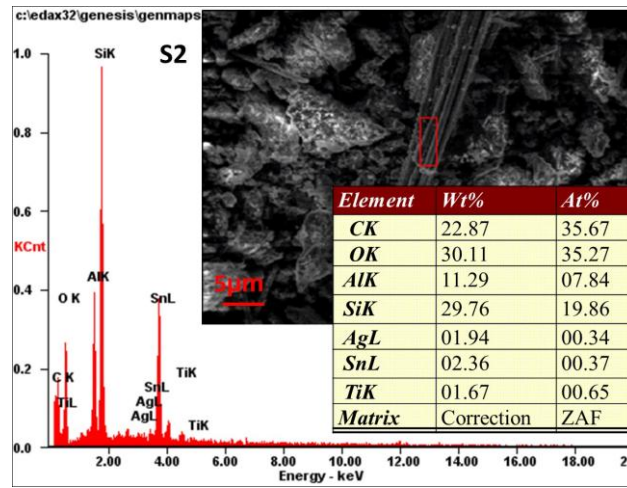 c:\edax32\genesis\genmaps
S2
1.0
0.8
0.6
KCnt
0.4
0.2
0.0
SiK
AlK
O K
C K
TiL
SnL
SnL
AgL
AgL
TiK
TiK
5µm
Element Wt% At%
CK 22.87 35.67
OK 30.11 35.27
AlK 11.29 07.84
SiK 29.76 19.86
AgL 01.94 00.34
SnL 02.36 00.37
TiK 01.67 00.65
Matrix Correction ZAF
2.00 4.00 6.00 8.00 10.00 12.00 14.00 16.00 18.00
Energy - keV